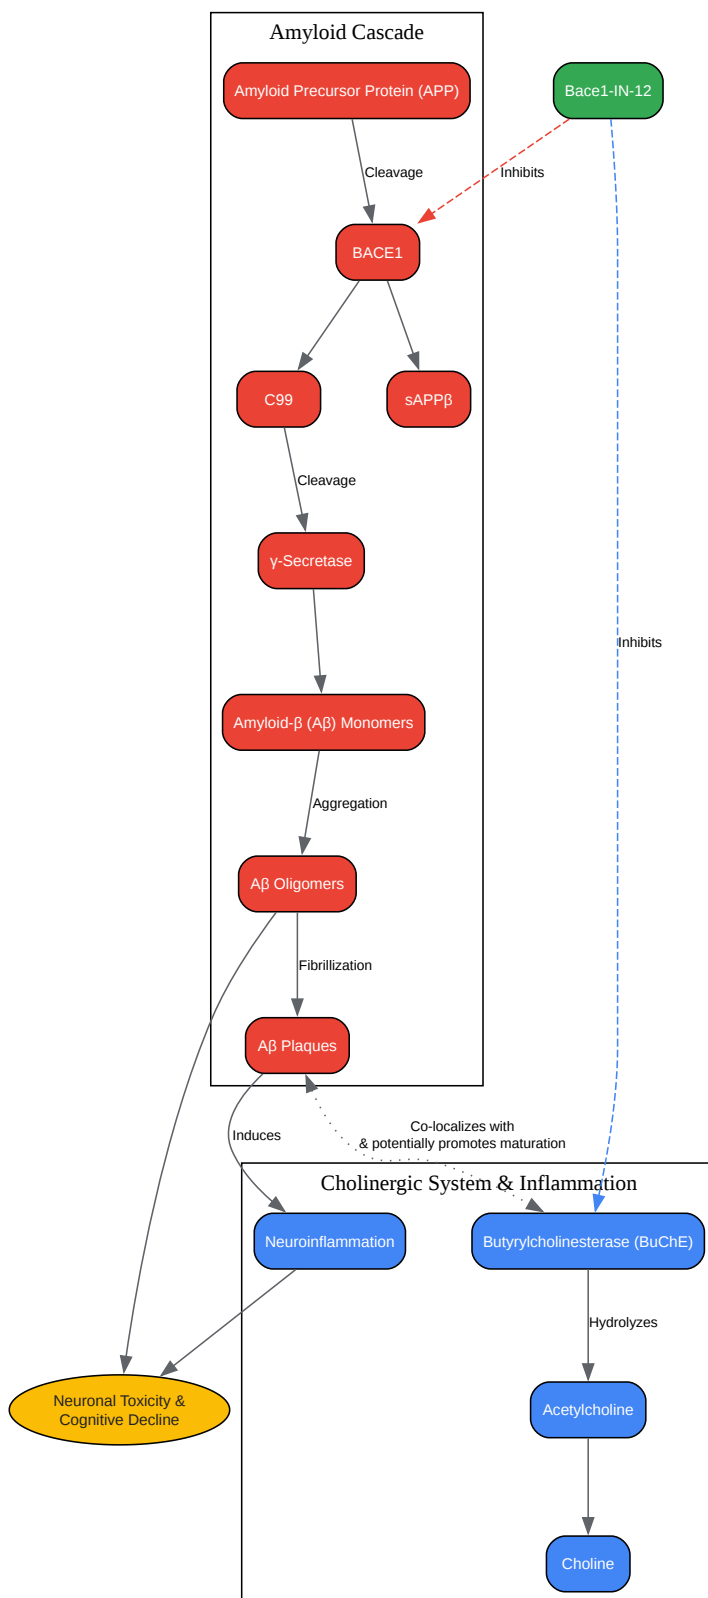 Amyloid Cascade
Amyloid Precursor Protein (APP)
Bace1-IN-12
Cleavage
Inhibits
BACE1
C99
sAPPβ
Cleavage
γ-Secretase
Inhibits
Amyloid-β (Aβ) Monomers
Aggregation
Aβ Oligomers
Fibrillization
Aβ Plaques
Co-localizes with
& potentially promotes maturation
Induces
Cholinergic System & Inflammation
Neuroinflammation
Butyrylcholinesterase (BuChE)
Hydrolyzes
Neuronal Toxicity &
Cognitive Decline
Acetylcholine
Choline